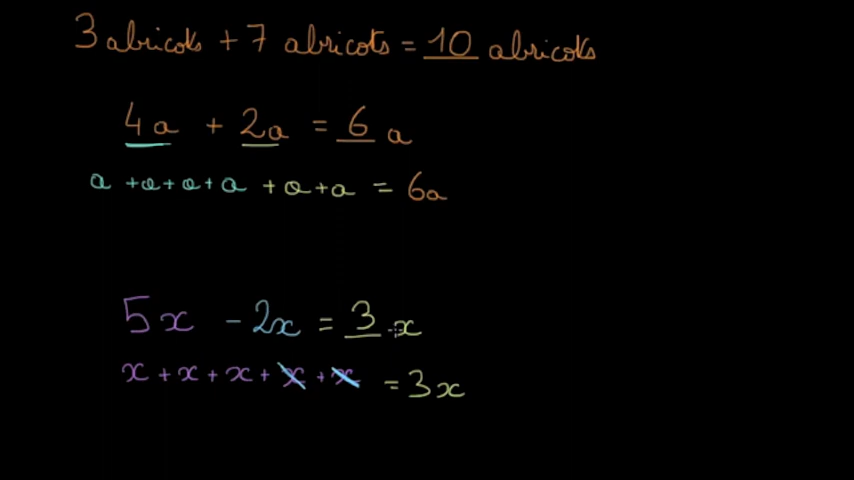 3 abricots + 7 abricots = 10 abricots
4a + 2a = 6 a
a + a + a + a + a + a = 6a
5x - 2x = 3 x
x + x + x + x + x = 3x